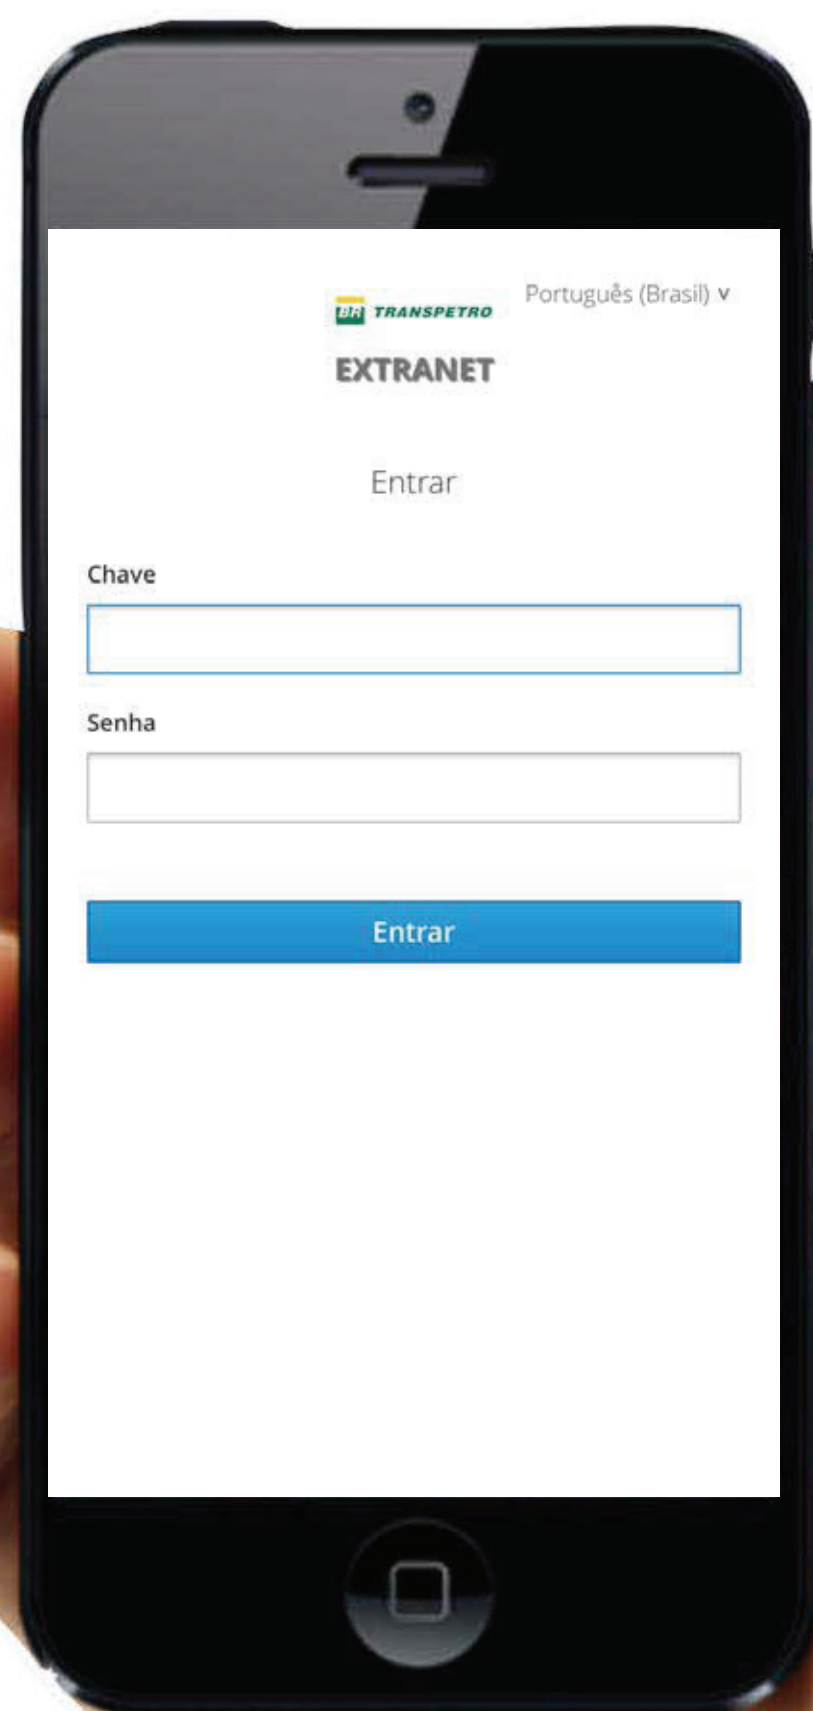 Português (Brasil) v
BR TRANSPETRO
EXTRANET
Entrar
Chave
Senha
Entrar